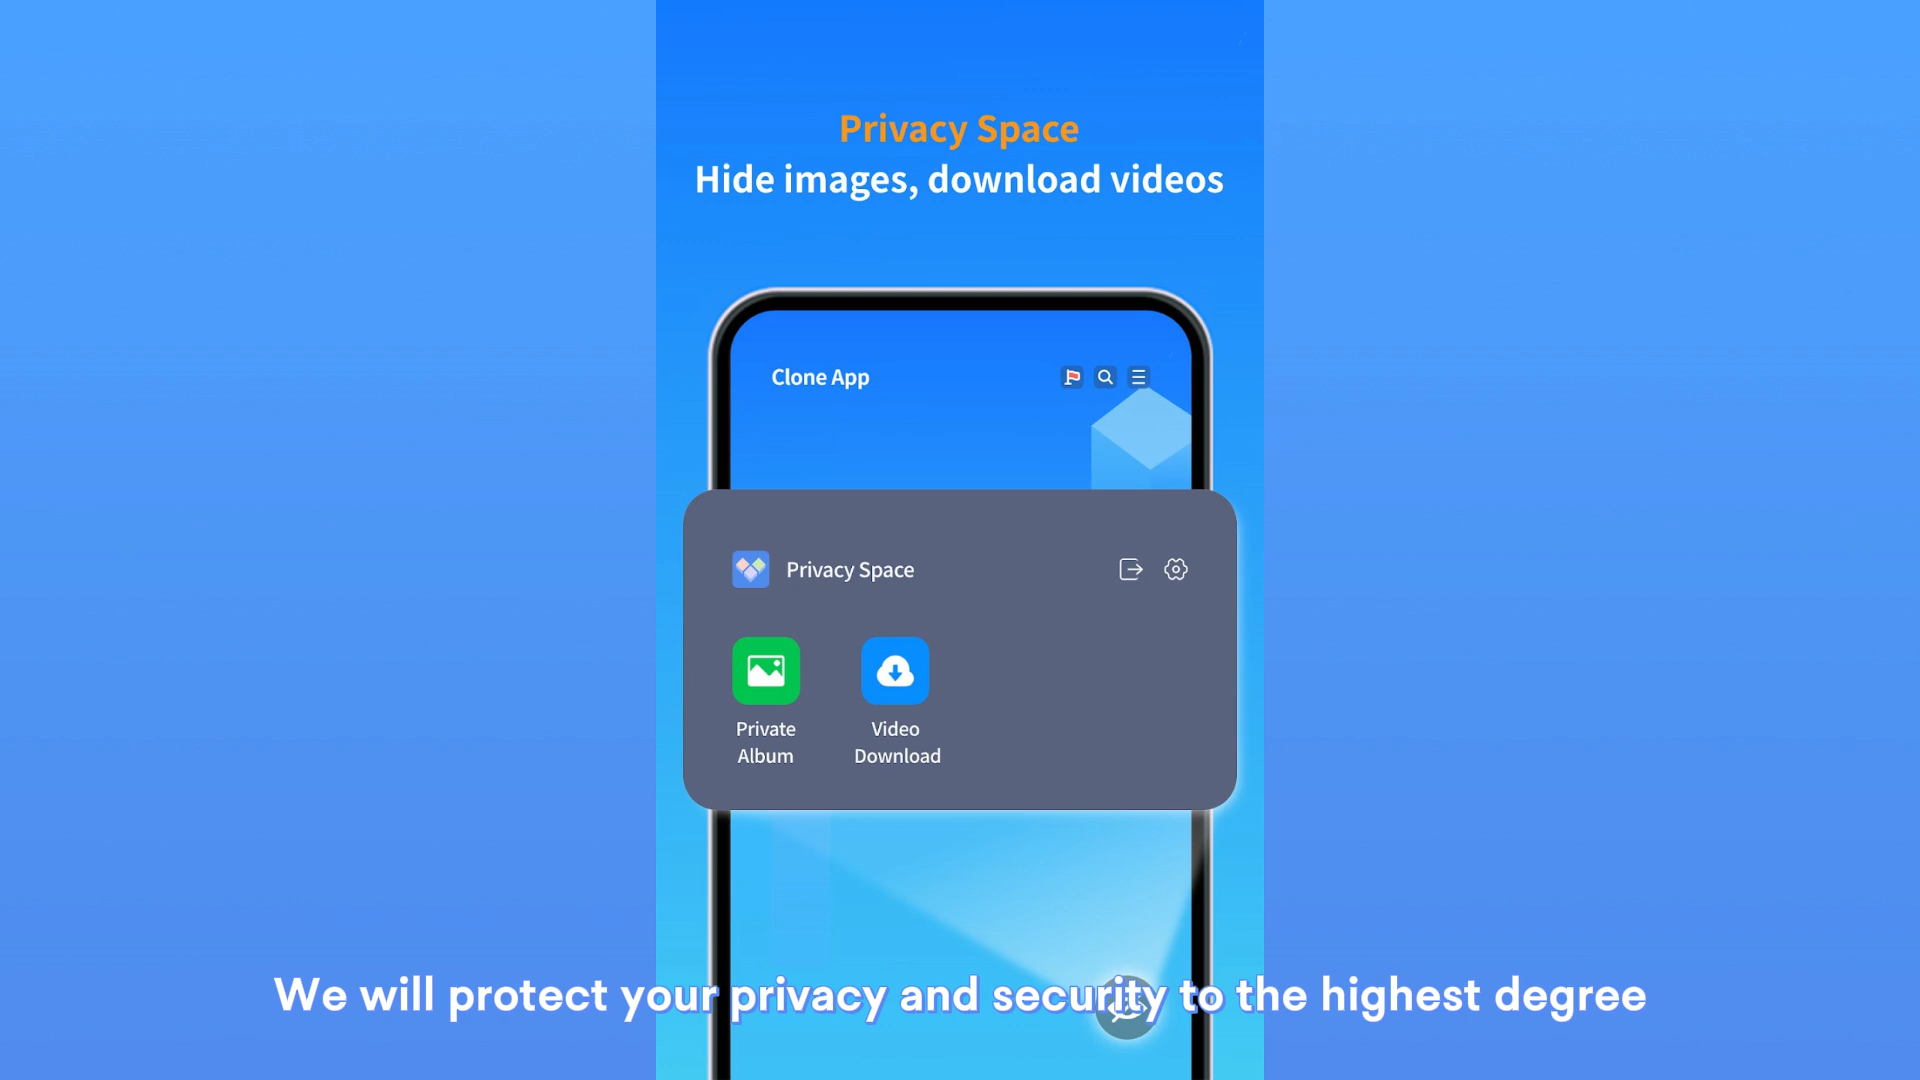 Privacy Space
Hide images, download videos
Clone App
Privacy Space
Private
Album
Video
Download
We will protect your privacy and security to the highest degree